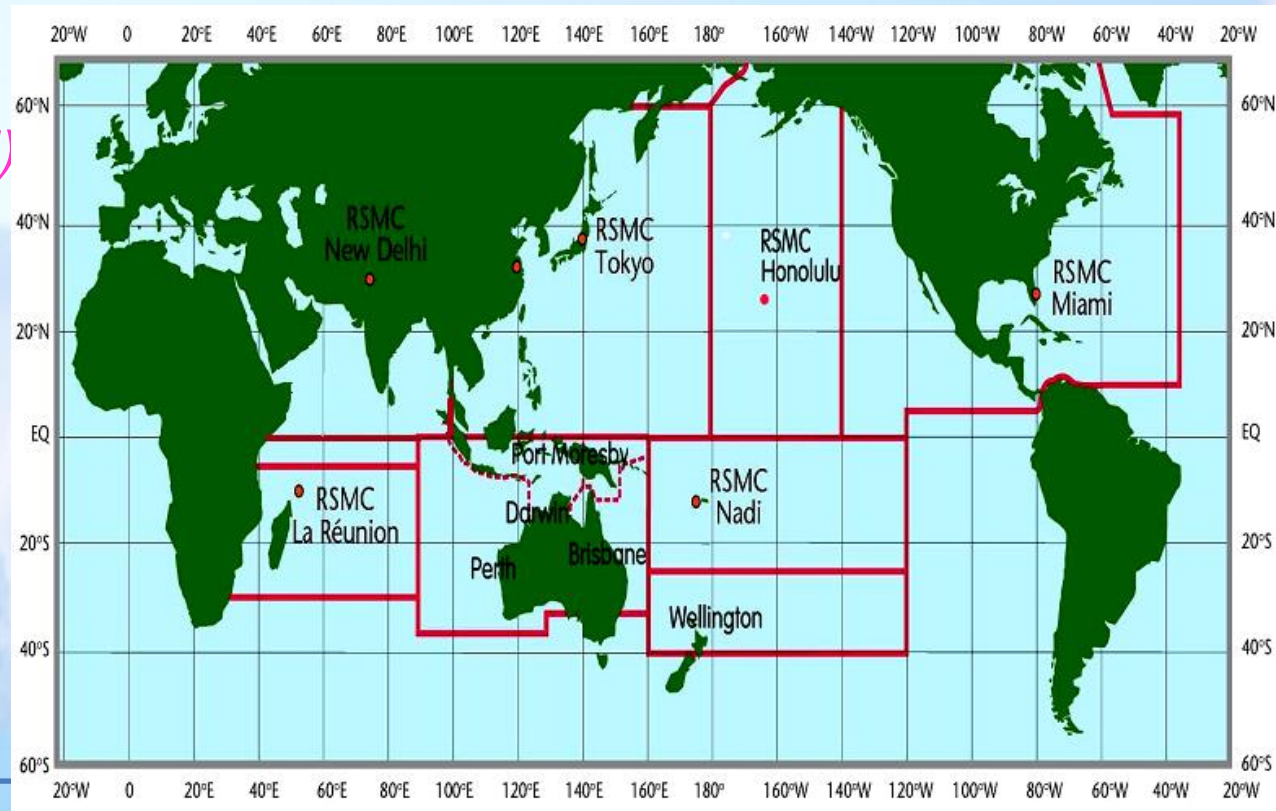 20°W 0 20°E 40°E 60°E 80°E 100°E 120°E 140°E 160°E 180° 160°W 140°W 120°W 100°W 80°W 60°W 40°W 20°W
60°N 60°N
40°N 40°N
RSMC
New Delhi
RSMC
Tokyo
RSMC
Honolulu
RSMC
Miami
20°N 20°N
EQ EQ
Port Moresby
RSMC
La Réunion
Darwin
RSMC
Nadi
20°S 20°S
Perth
Brisbane
Wellington
40°S 40°S
60°S 60°S
20°W 0 20°E 40°E 60°E 80°E 100°E 120°E 140°E 160°E 180° 160°W 140°W 120°W 100°W 80°W 60°W 40°W 20°W